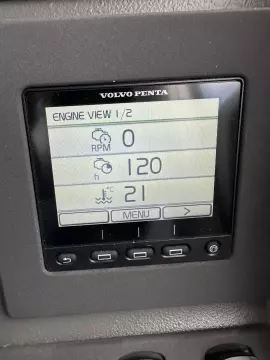 VOLVO PENTA
ENGINE VIEW 1/2
RPM 0
h 120
°C 21
MENU >